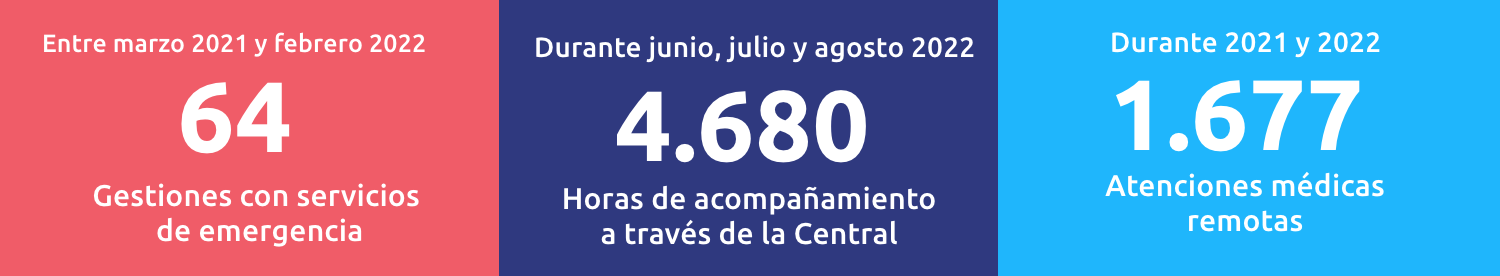 Entre marzo 2021 y febrero 2022
64
Gestiones con servicios
de emergencia
Durante junio, julio y agosto 2022
4.680
Horas de acompañamiento
a través de la Central
Durante 2021 y 2022
1.677
Atenciones médicas
remotas